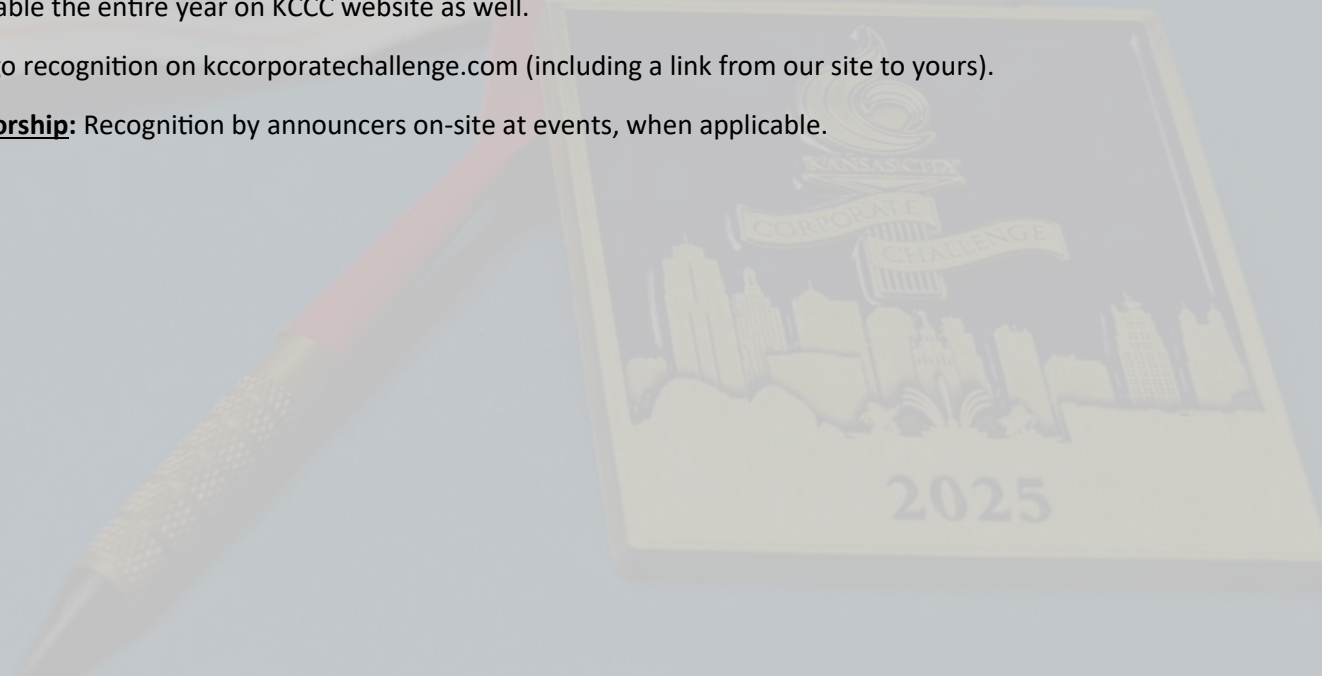 able the entire year on KCCC website as well.
go recognition on kccorporatechallenge.com (including a link from our site to yours).
orship: Recognition by announcers on-site at events, when applicable.
KANSAS CITY
CORPORATE
CHALLENGE
2025